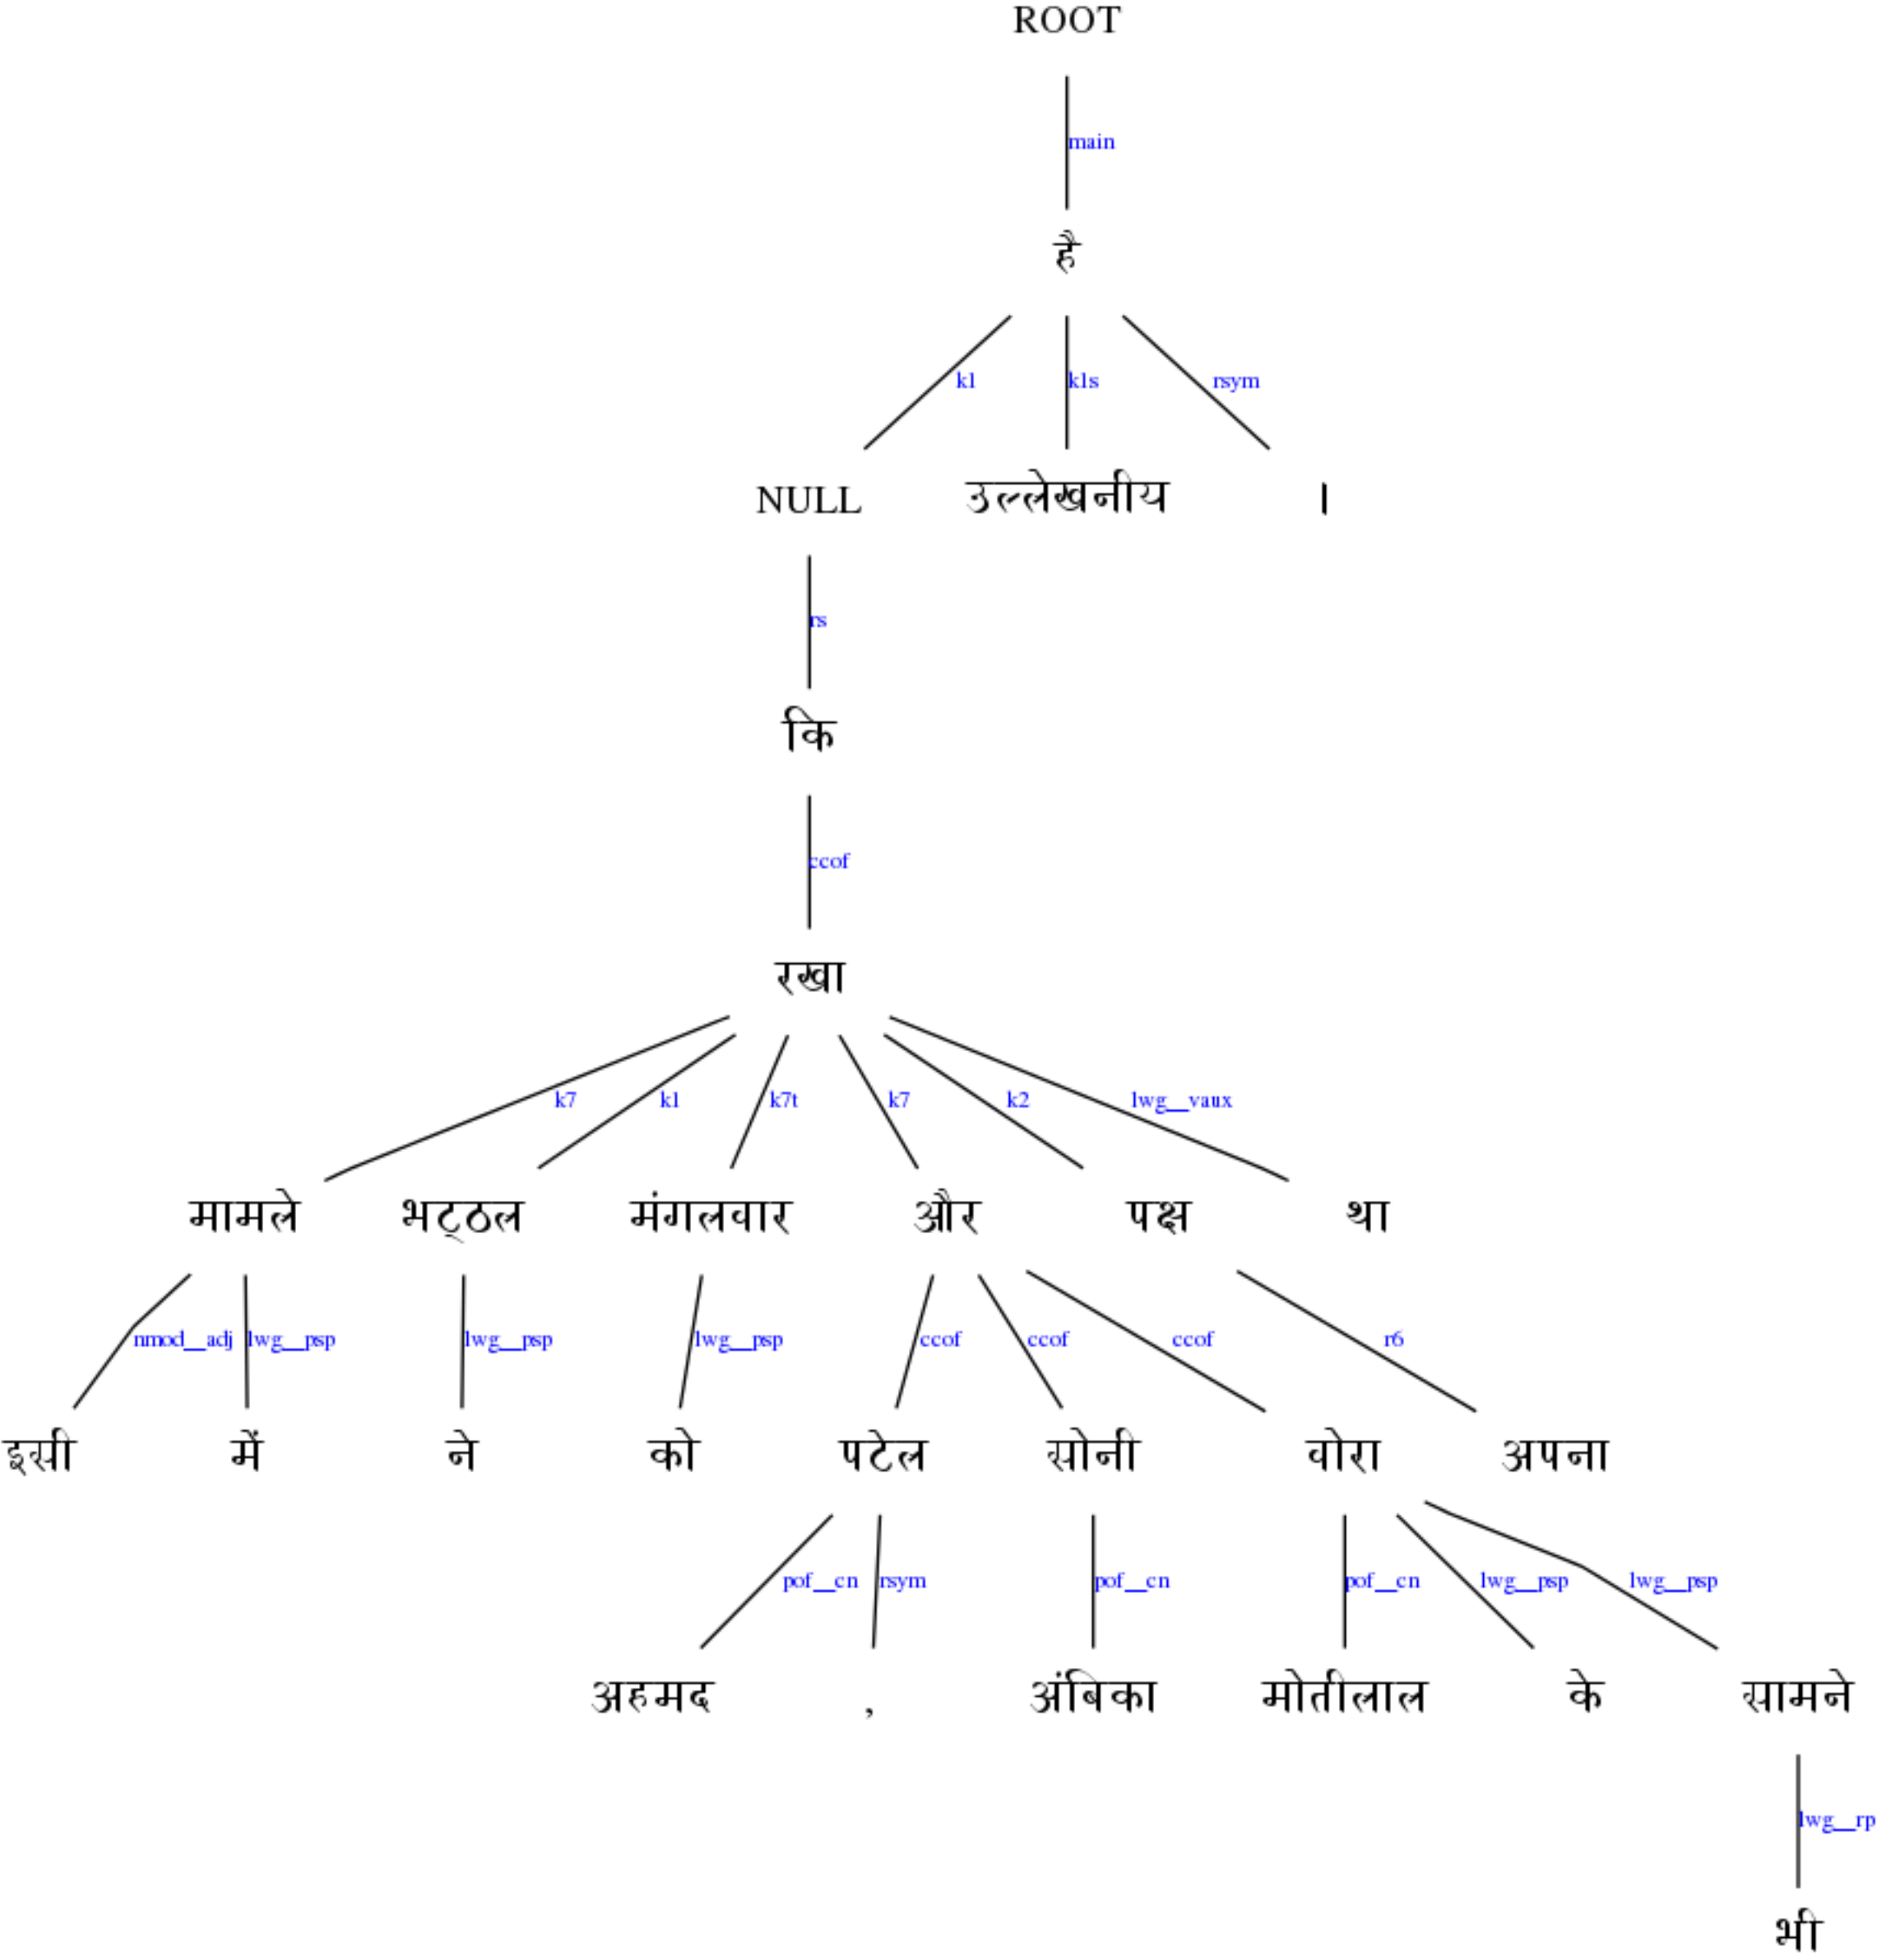 ROOT
main
है
k1 k1s rsym
NULL उल्लेखनीय ।
rs
कि
ccof
रखा
k7 k1 k7t k7 k2 lwg__vaux
मामले भट्ठल मंगलवार और पक्ष था
nmod__adj lwg__psp lwg__psp lwg__psp ccof ccof ccof r6
इसी में ने को पटेल सोनी वोरा अपना
pof__cn rsym pof__cn pof__cn lwg__psp lwg__psp
अहमद , अंबिका मोतीलाल के सामने
lwg__rp
भी